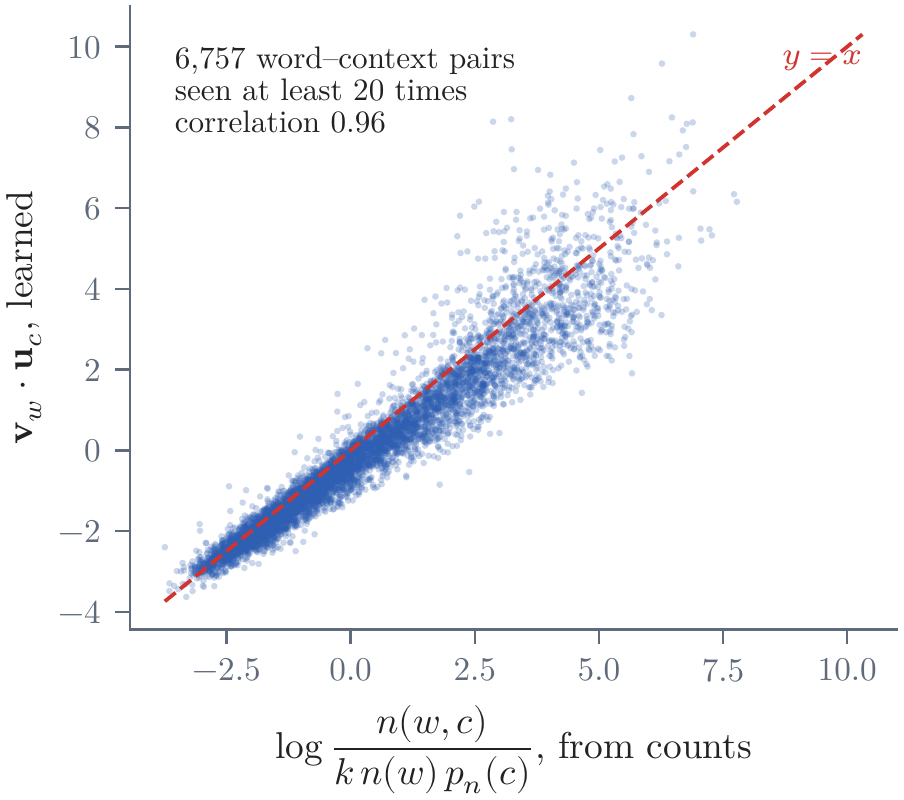 6,757 word–context pairs
seen at least 20 times
correlation 0.96
y = x
10
8
6
4
2
0
−2
−4
v_w · u_c, learned
−2.5 0.0 2.5 5.0 7.5 10.0
log n(w, c) / k n(w) p_n(c), from counts